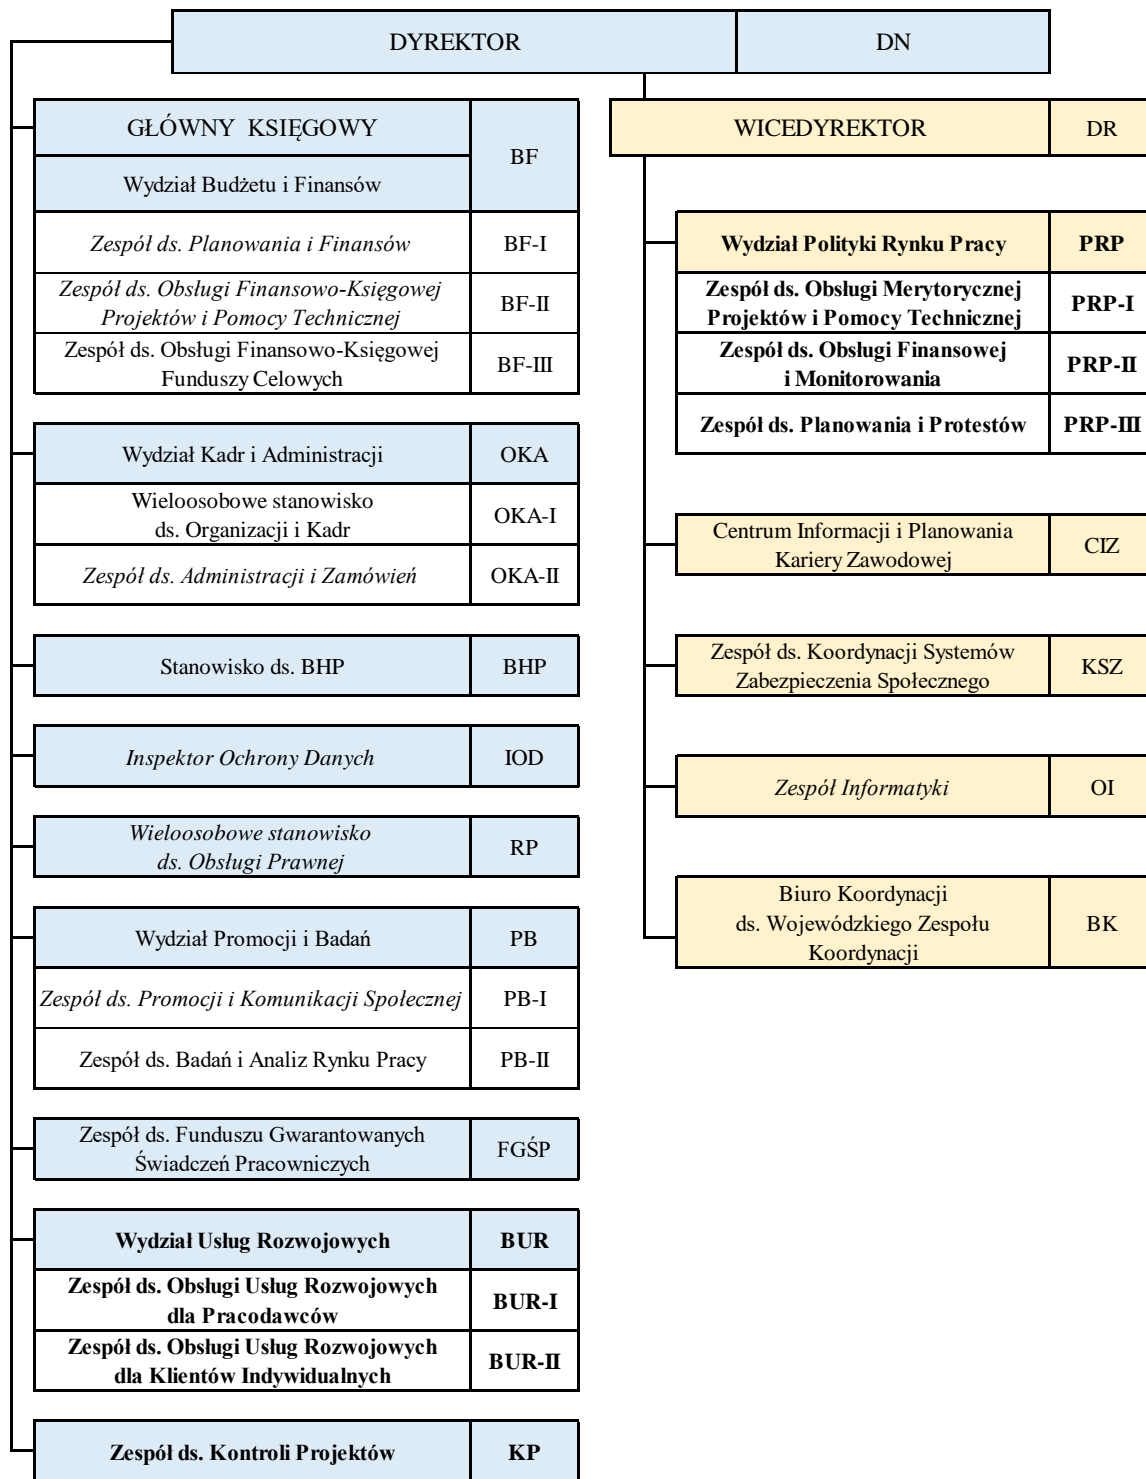 DYREKTOR DN
GŁÓWNY KSIĘGOWY BF
Wydział Budżetu i Finansów
Zespół ds. Planowania i Finansów BF-I
Zespół ds. Obsługi Finansowo-Księgowej
Projektów i Pomocy Technicznej BF-II
Zespół ds. Obsługi Finansowo-Księgowej
Funduszy Celowych BF-III
Wydział Kadr i Administracji OKA
Wieloosobowe stanowisko
ds. Organizacji i Kadr OKA-I
Zespół ds. Administracji i Zamówień OKA-II
Stanowisko ds. BHP BHP
Inspektor Ochrony Danych IOD
Wieloosobowe stanowisko
ds. Obsługi Prawnej RP
Wydział Promocji i Badań PB
Zespół ds. Promocji i Komunikacji Społecznej PB-I
Zespół ds. Badań i Analiz Rynku Pracy PB-II
Zespół ds. Funduszu Gwarantowanych
Świadczeń Pracowniczych FGŚP
Wydział Usług Rozwojowych BUR
Zespół ds. Obsługi Usług Rozwojowych
dla Pracodawców BUR-I
Zespół ds. Obsługi Usług Rozwojowych
dla Klientów Indywidualnych BUR-II
Zespół ds. Kontroli Projektów KP
WICEDYREKTOR DR
Wydział Polityki Rynku Pracy PRP
Zespół ds. Obsługi Merytorycznej
Projektów i Pomocy Technicznej PRP-I
Zespół ds. Obsługi Finansowej
i Monitorowania PRP-II
Zespół ds. Planowania i Protestów PRP-III
Centrum Informacji i Planowania
Kariery Zawodowej CIZ
Zespół ds. Koordynacji Systemów
Zabezpieczenia Społecznego KSZ
Zespół Informatyki OI
Biuro Koordynacji
ds. Wojewódzkiego Zespołu BK
Koordynacji